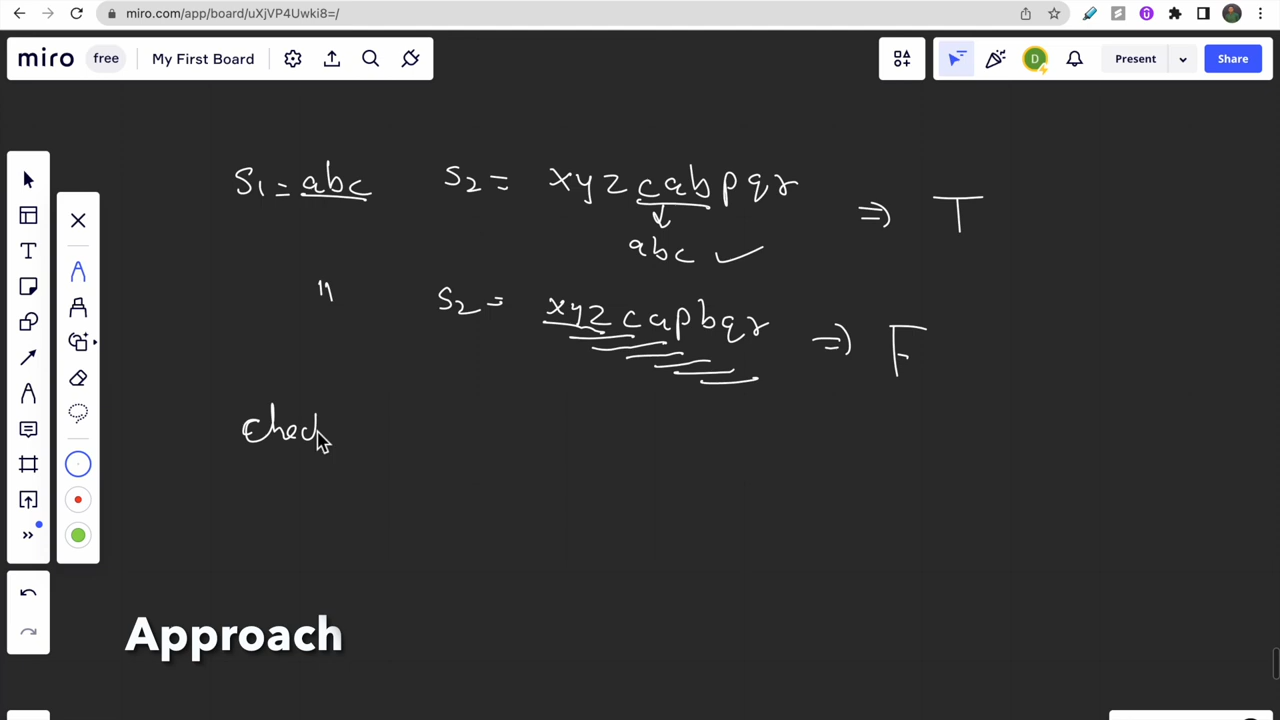 miro.com/app/board/uXjVP4Uwki8=/
miro free My First Board D Present Share
S1 = abc S2 = xyzcabpqr => T
abc ✓
" S2 = xyzcapbqr => F
Chec
T
Approach